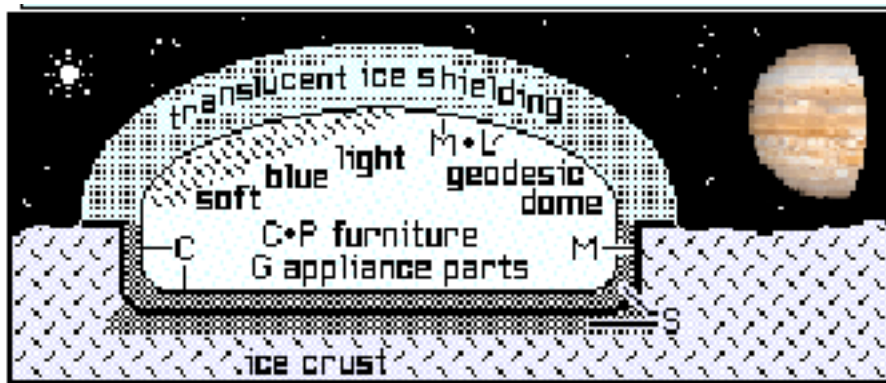 translucent ice shielding
M•L
soft blue light
geodesic
dome
C
C•P furniture
M
G appliance parts
S
ice crust